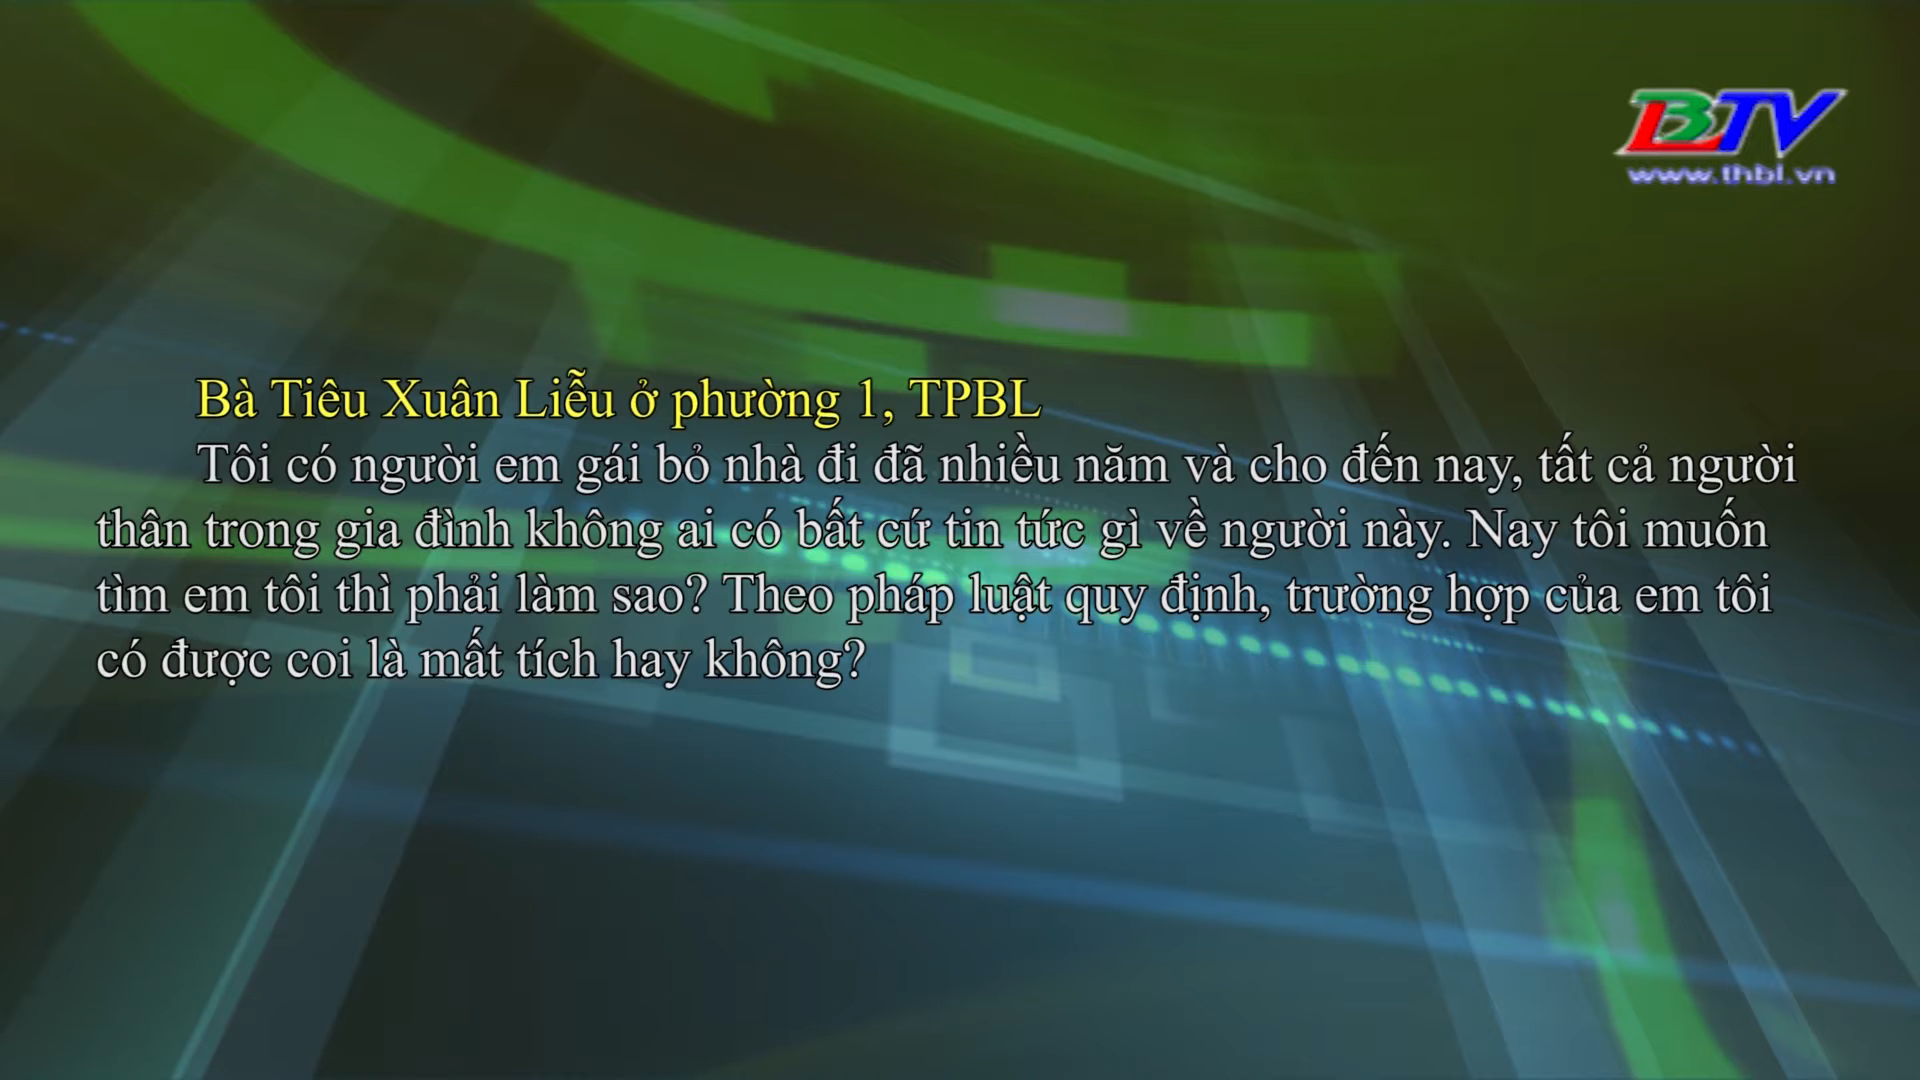 BTV
www.thbl.vn
Bà Tiêu Xuân Liễu ở phường 1, TPBL
Tôi có người em gái bỏ nhà đi đã nhiều năm và cho đến nay, tất cả người
thân trong gia đình không ai có bất cứ tin tức gì về người này. Nay tôi muốn
tìm em tôi thì phải làm sao? Theo pháp luật quy định, trường hợp của em tôi
có được coi là mất tích hay không?